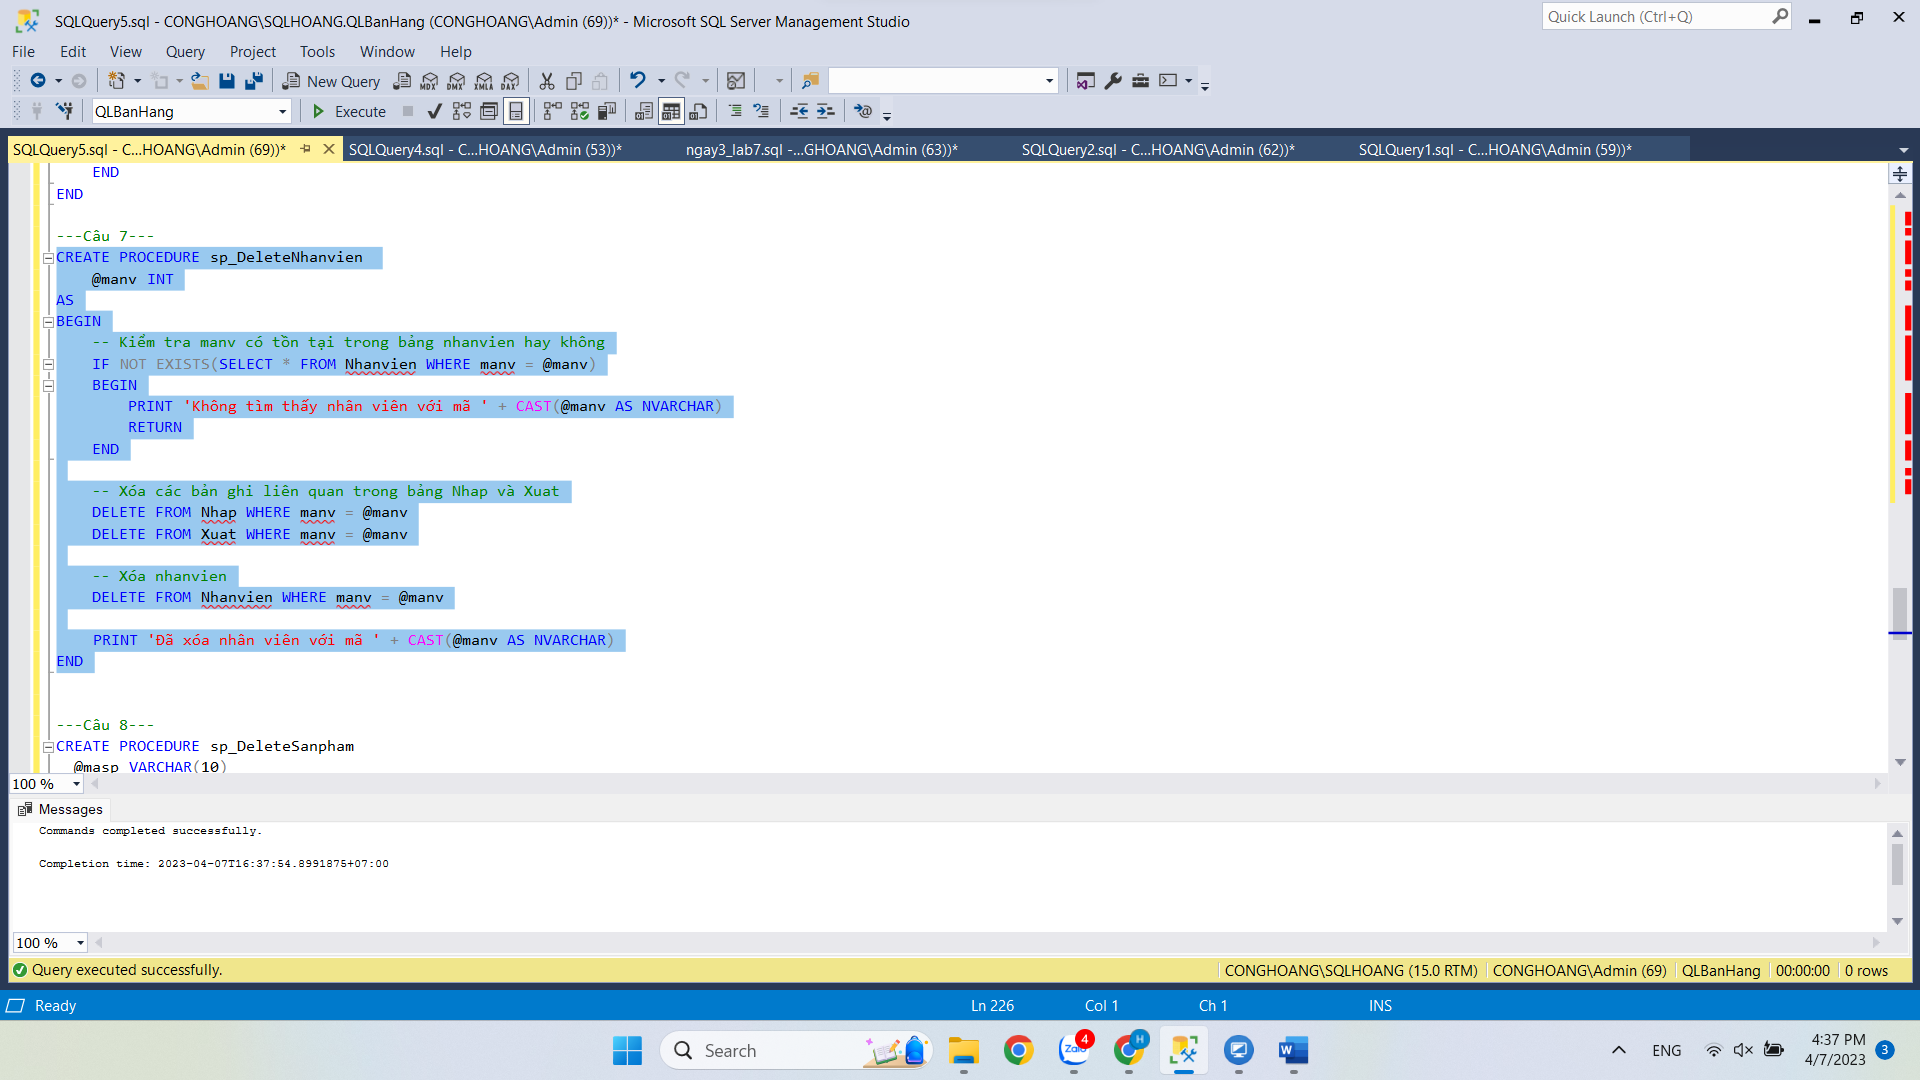 SQLQuery5.sql - CONGHOANG\SQLHOANG.QLBanHang (CONGHOANG\Admin (69))* - Microsoft SQL Server Management Studio
Quick Launch (Ctrl+Q)
File Edit View Query Project Tools Window Help
New Query MDX DMX XMLA DAX
QLBanHang Execute
SQLQuery5.sql - C...HOANG\Admin (69))* SQLQuery4.sql - C...HOANG\Admin (53))* ngay3_lab7.sql -...GHOANG\Admin (63))* SQLQuery2.sql - C...HOANG\Admin (62))* SQLQuery1.sql - C...HOANG\Admin (59))*
END
END
---Câu 7---
CREATE PROCEDURE sp_DeleteNhanvien
@manv INT
AS
BEGIN
-- Kiểm tra manv có tồn tại trong bảng nhanvien hay không
IF NOT EXISTS(SELECT * FROM Nhanvien WHERE manv = @manv)
BEGIN
PRINT 'Không tìm thấy nhân viên với mã ' + CAST(@manv AS NVARCHAR)
RETURN
END
-- Xóa các bản ghi liên quan trong bảng Nhap và Xuat
DELETE FROM Nhap WHERE manv = @manv
DELETE FROM Xuat WHERE manv = @manv
-- Xóa nhanvien
DELETE FROM Nhanvien WHERE manv = @manv
PRINT 'Đã xóa nhân viên với mã ' + CAST(@manv AS NVARCHAR)
END
---Câu 8---
CREATE PROCEDURE sp_DeleteSanpham
@masp VARCHAR(10)
100 %
Messages
Commands completed successfully.
Completion time: 2023-04-07T16:37:54.8991875+07:00
100 %
Query executed successfully. CONGHOANG\SQLHOANG (15.0 RTM) CONGHOANG\Admin (69) QLBanHang 00:00:00 0 rows
Ready Ln 226 Col 1 Ch 1 INS
Search Zalo 4 H W ENG 4:37 PM 3
4/7/2023